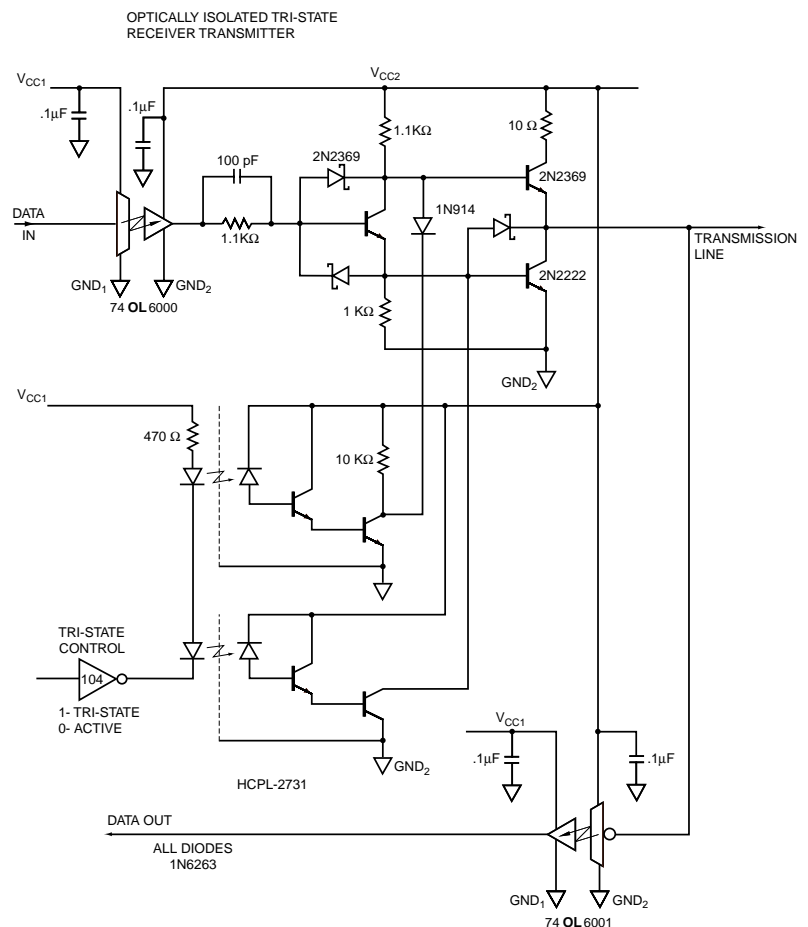 OPTICALLY ISOLATED TRI-STATE
RECEIVER TRANSMITTER
VCC1
VCC2
.1µF
.1µF
1.1KΩ
10 Ω
100 pF
2N2369
2N2369
1N914
DATA
IN
1.1KΩ
TRANSMISSION
LINE
2N2222
GND1
GND2
74 OL 6000
1 KΩ
GND2
VCC1
470 Ω
10 KΩ
TRI-STATE
CONTROL
104
1- TRI-STATE
0- ACTIVE
VCC1
GND2
.1µF
.1µF
HCPL-2731
DATA OUT
ALL DIODES
1N6263
GND1
GND2
74 OL 6001